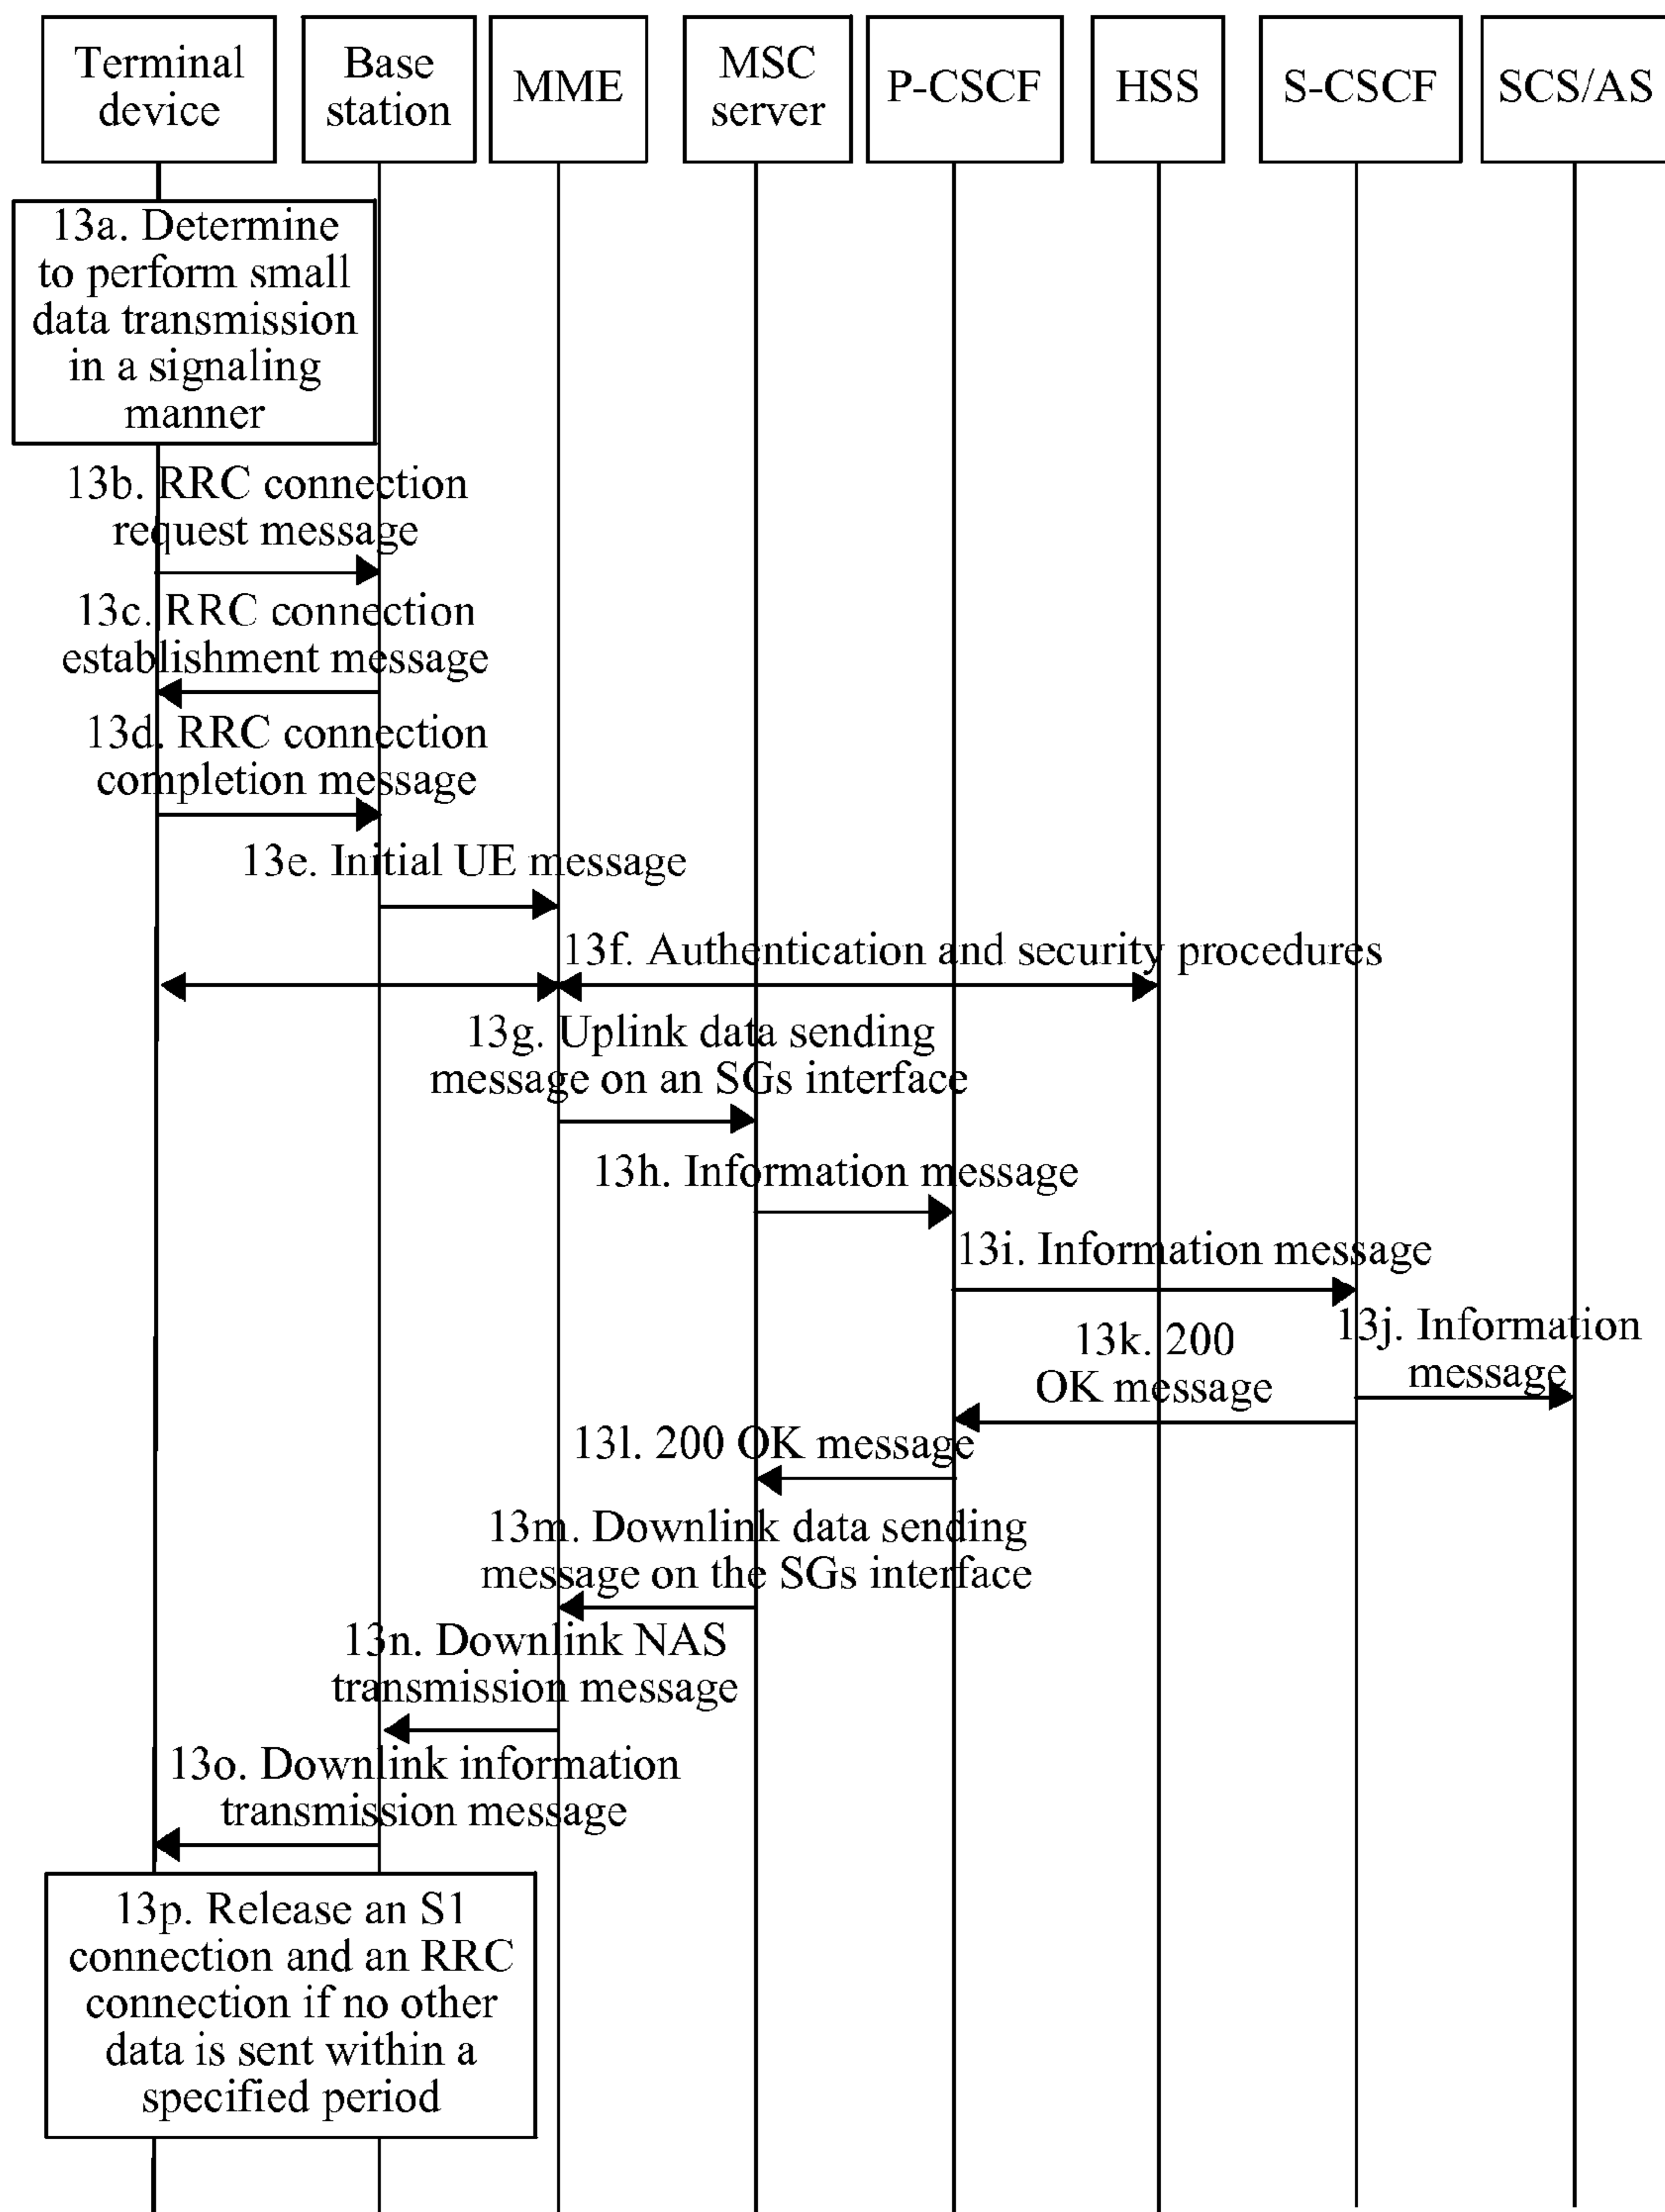 Terminal
device
Base
station
MME
MSC
server
P-CSCF
HSS
S-CSCF
SCS/AS
13a. Determine
to perform small
data transmission
in a signaling
manner
13b. RRC connection
request message
13c. RRC connection
establishment message
13d. RRC connection
completion message
13e. Initial UE message
13f. Authentication and security procedures
13g. Uplink data sending
message on an SGs interface
13h. Information message
13i. Information message
13j. Information
message
13k. 200
OK message
13l. 200 OK message
13m. Downlink data sending
message on the SGs interface
13n. Downlink NAS
transmission message
13o. Downlink information
transmission message
13p. Release an S1
connection and an RRC
connection if no other
data is sent within a
specified period